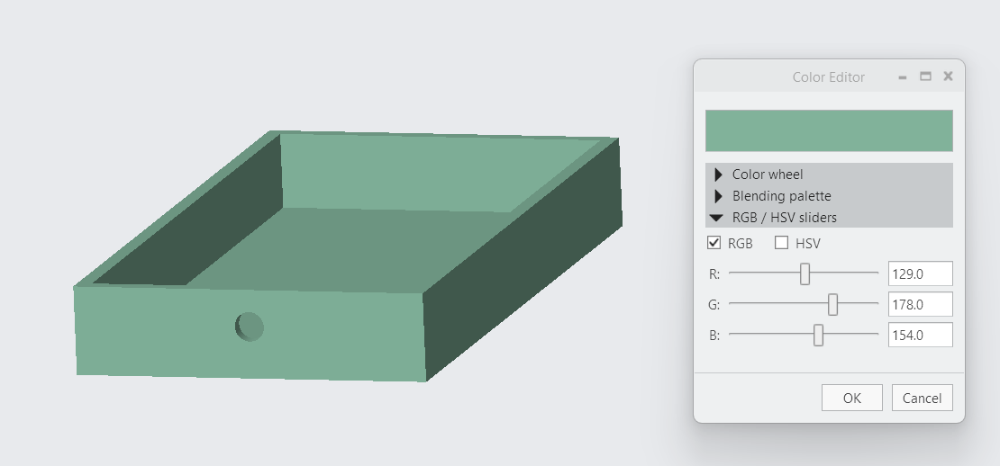 Color Editor
Color wheel
Blending palette
RGB / HSV sliders
RGB HSV
R: 129.0
G: 178.0
B: 154.0
OK Cancel